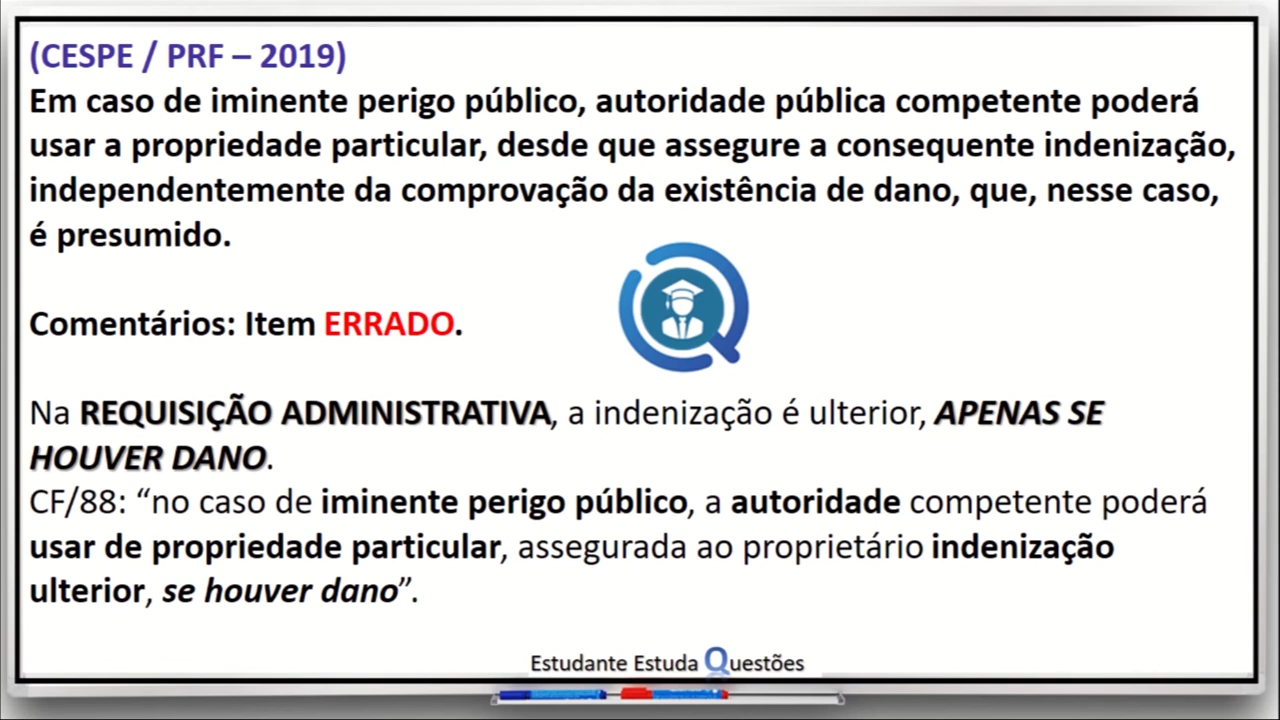 (CESPE / PRF – 2019)
Em caso de iminente perigo público, autoridade pública competente poderá
usar a propriedade particular, desde que assegure a consequente indenização,
independentemente da comprovação da existência de dano, que, nesse caso,
é presumido.
Comentários: Item ERRADO.
Na REQUISIÇÃO ADMINISTRATIVA, a indenização é ulterior, APENAS SE
HOUVER DANO.
CF/88: “no caso de iminente perigo público, a autoridade competente poderá
usar de propriedade particular, assegurada ao proprietário indenização
ulterior, se houver dano”.
Estudante Estuda Questões